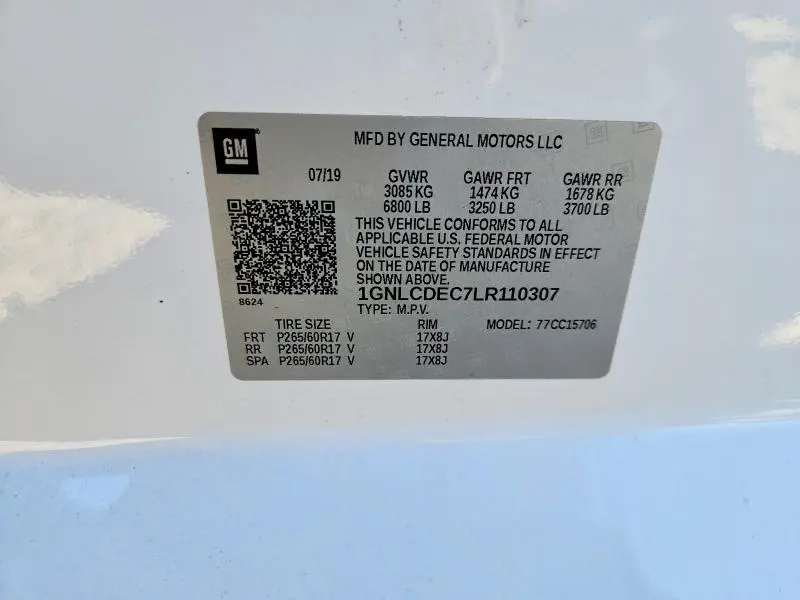 GM
MFD BY GENERAL MOTORS LLC
07/19 GVWR GAWR FRT GAWR RR
3085 KG 1474 KG 1678 KG
6800 LB 3250 LB 3700 LB
THIS VEHICLE CONFORMS TO ALL
APPLICABLE U.S. FEDERAL MOTOR
VEHICLE SAFETY STANDARDS IN EFFECT
ON THE DATE OF MANUFACTURE
SHOWN ABOVE.
8624
1GNLCDEC7LR110307
TYPE: M.P.V.
TIRE SIZE RIM MODEL: 77CC15706
FRT P265/60R17 V 17X8J
RR P265/60R17 V 17X8J
SPA P265/60R17 V 17X8J